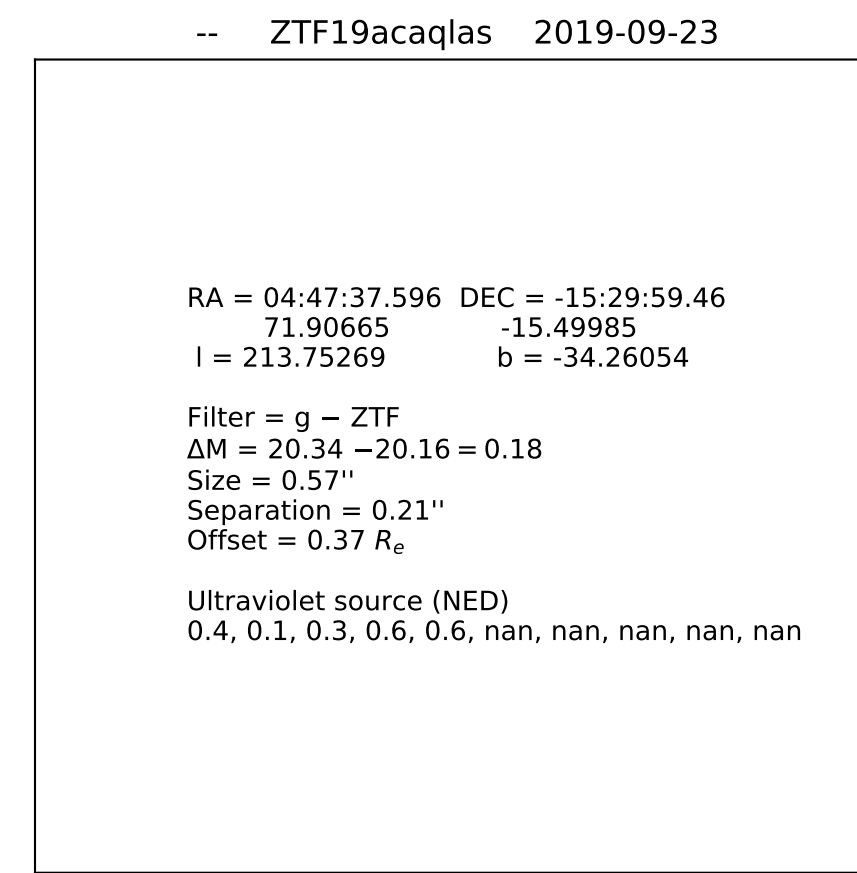 -- ZTF19acaqlas 2019-09-23
RA = 04:47:37.596 DEC = -15:29:59.46
71.90665 -15.49985
l = 213.75269 b = -34.26054
Filter = g − ZTF
ΔM = 20.34 −20.16 = 0.18
Size = 0.57''
Separation = 0.21''
Offset = 0.37 Re
Ultraviolet source (NED)
0.4, 0.1, 0.3, 0.6, 0.6, nan, nan, nan, nan, nan